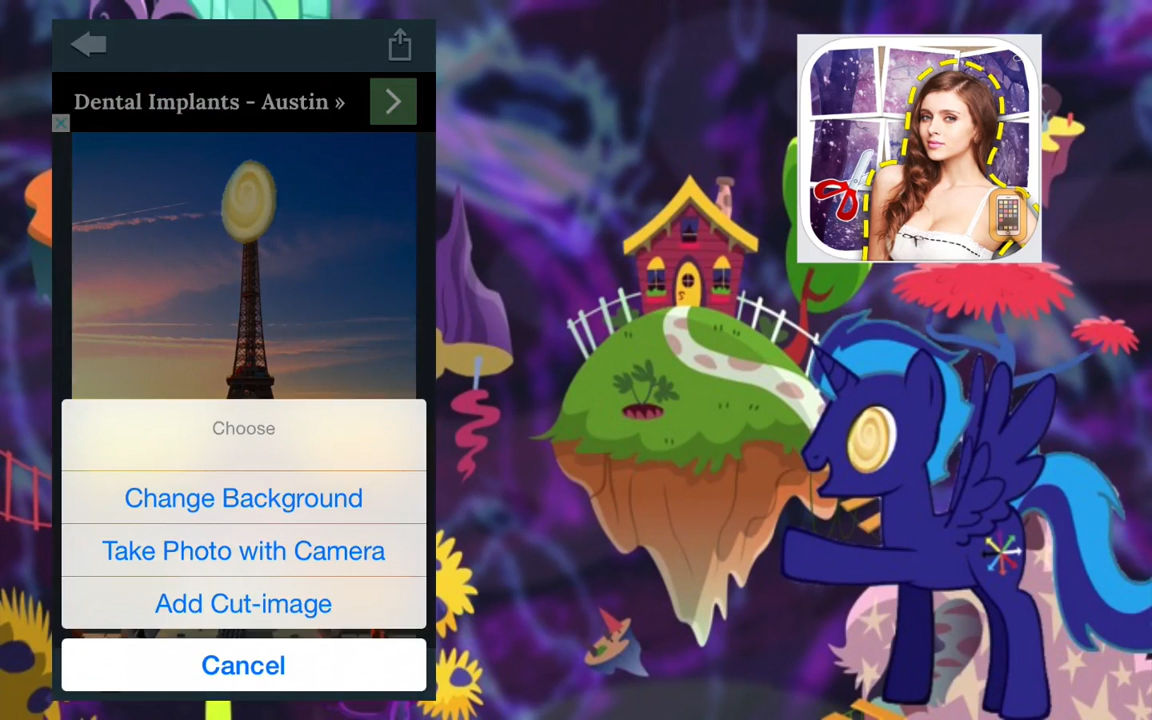 Dental Implants - Austin »
Choose
Change Background
Take Photo with Camera
Add Cut-image
Cancel